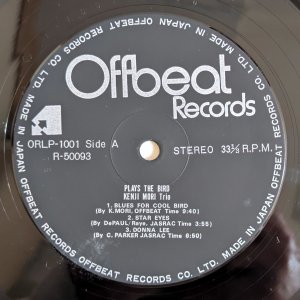 Offbeat
Records
ORLP-1001 Side A
R-50093
STEREO 33⅓ R.P.M.
PLAYS THE BIRD
KENJI MORI Trio
1. BLUES FOR COOL BIRD
(By K.MORI, OFFBEAT Time 9:40)
2. STAR EYES
(By DePAUL/Raye, JASRAC Time 3:55)
3. DONNA LEE
(By C. PARKER JASRAC Time 6:50)
MADE IN JAPAN OFFBEAT RECORDS CO. LTD. MADE IN JAPAN OFFBEAT RECORDS CO. LTD. MADE IN JAPAN OFFBEAT RECORDS CO. LTD.